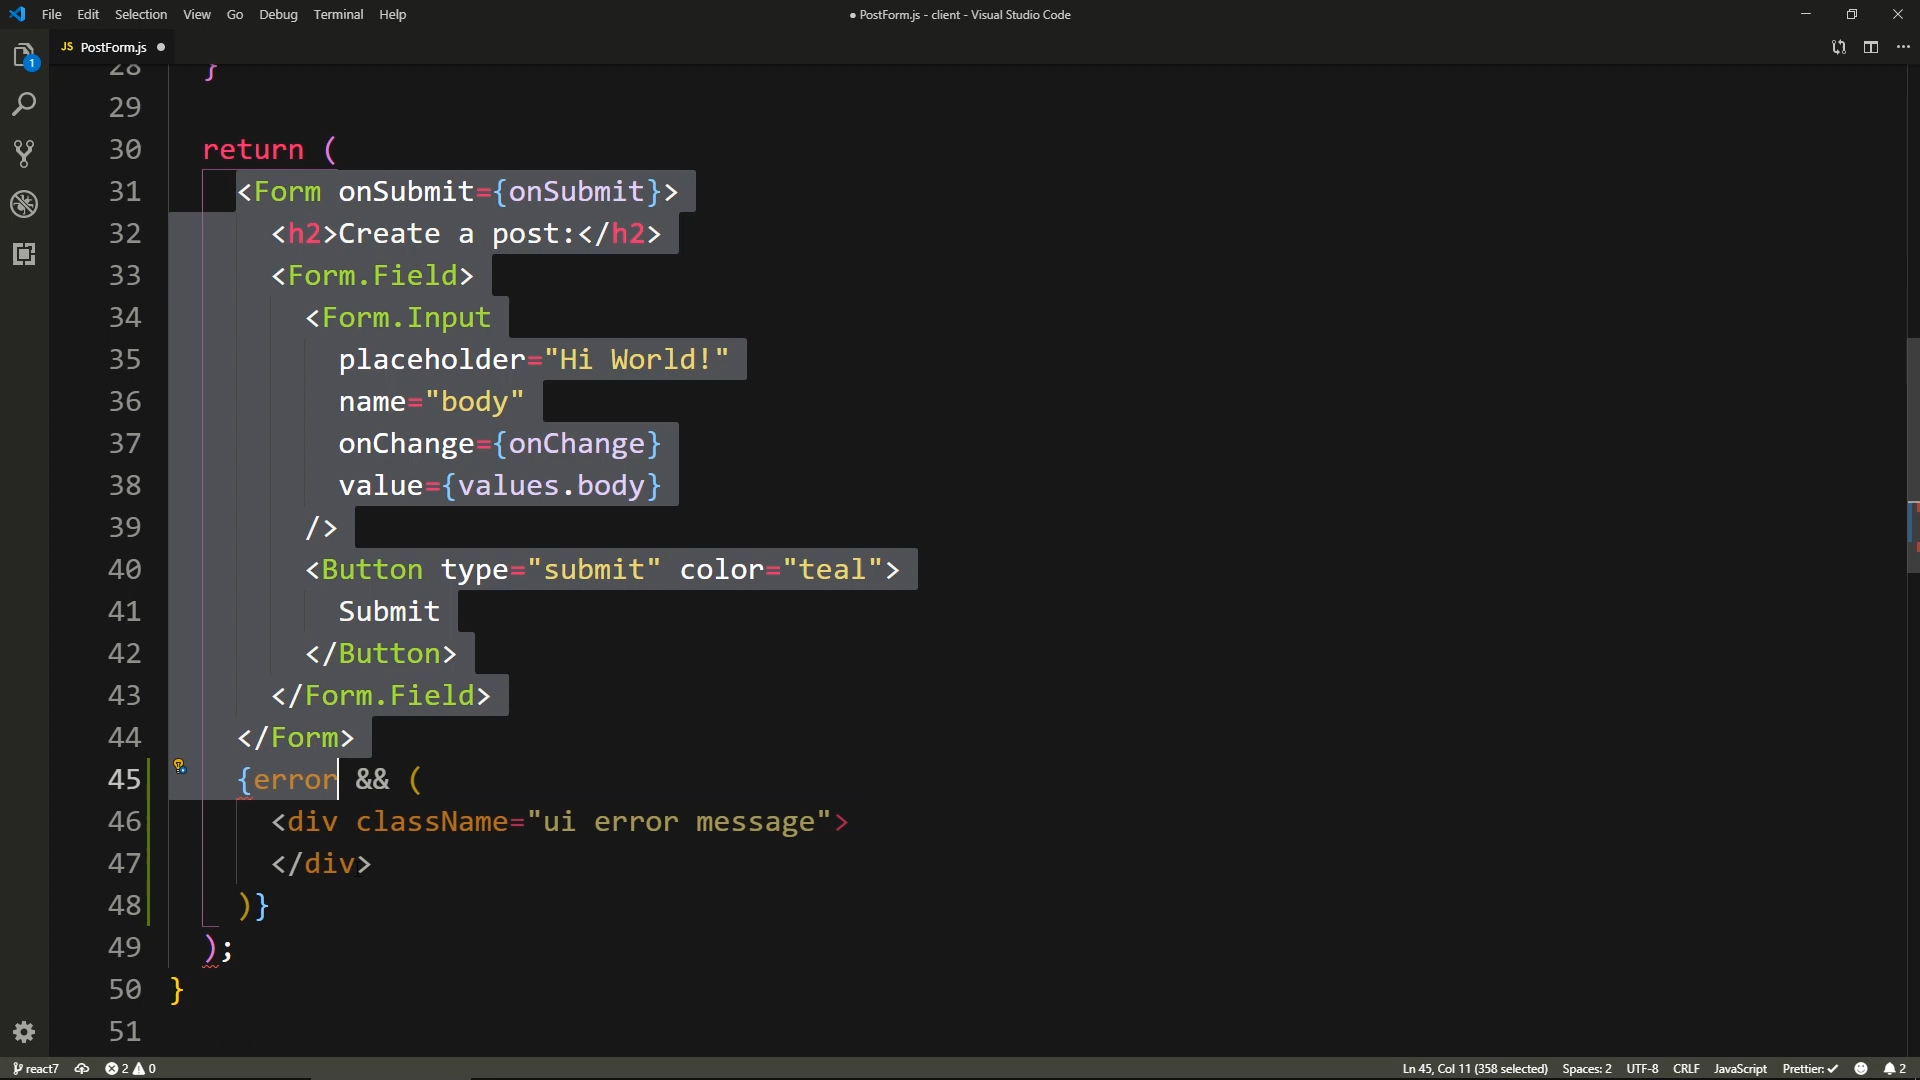 File Edit Selection View Go Debug Terminal Help
● PostForm.js - client - Visual Studio Code
JS PostForm.js ●
1
28 }
29
30 return (
31 <Form onSubmit={onSubmit}>
32 <h2>Create a post:</h2>
33 <Form.Field>
34 <Form.Input
35 placeholder="Hi World!"
36 name="body"
37 onChange={onChange}
38 value={values.body}
39 />
40 <Button type="submit" color="teal">
41 Submit
42 </Button>
43 </Form.Field>
44 </Form>
45 {error && (
46 <div className="ui error message">
47 </div>
48 )}
49 );
50 }
51
react7 2 0 Ln 45, Col 11 (358 selected) Spaces: 2 UTF-8 CRLF JavaScript Prettier: ✓ 2